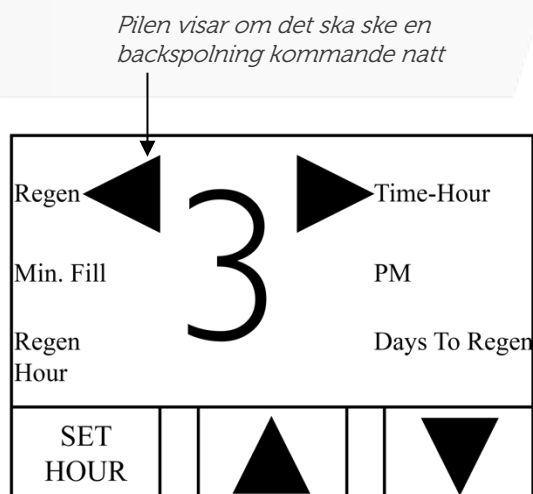 Pilen visar om det ska ske en
backspolning kommande natt
Regen
3
Time-Hour
Min. Fill
PM
Regen
Hour
Days To Regen
SET
HOUR